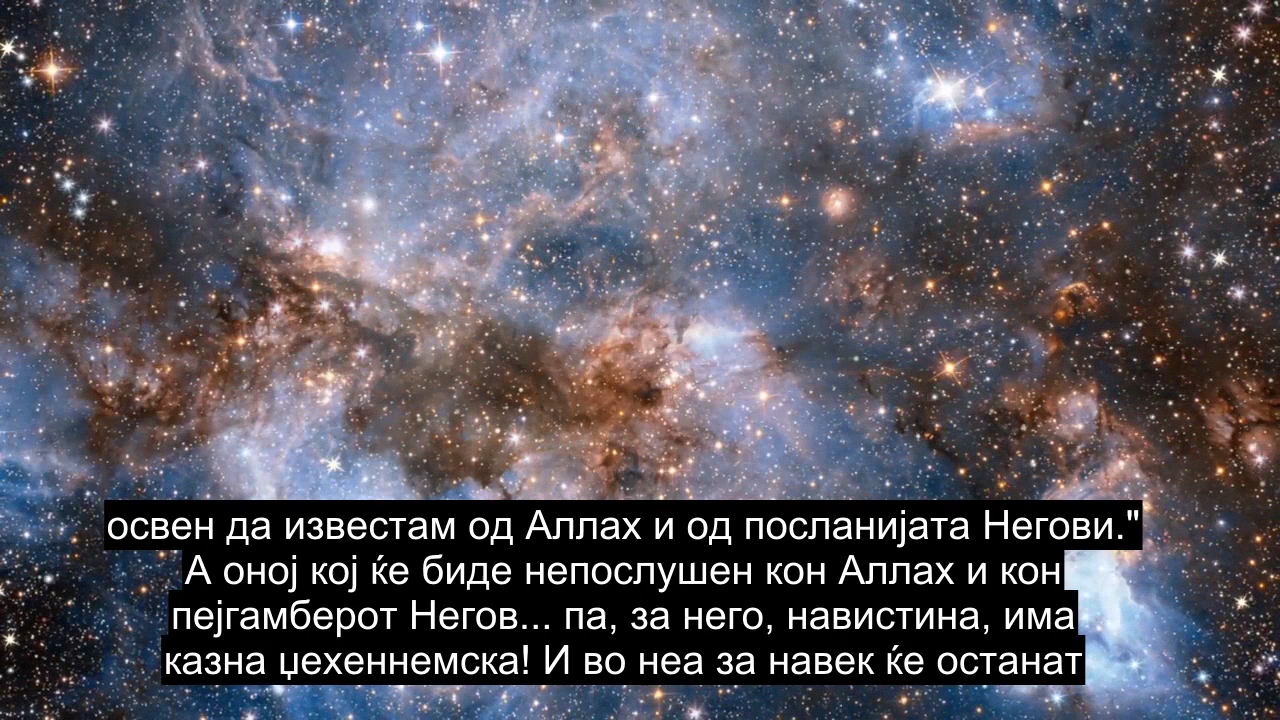 освен да известам од Аллах и од посланијата Негови."
А оној кој ќе биде непослушен кон Аллах и кон
пејгамберот Негов... па, за него, навистина, има
казна џехеннемска! И во неа за навек ќе останат